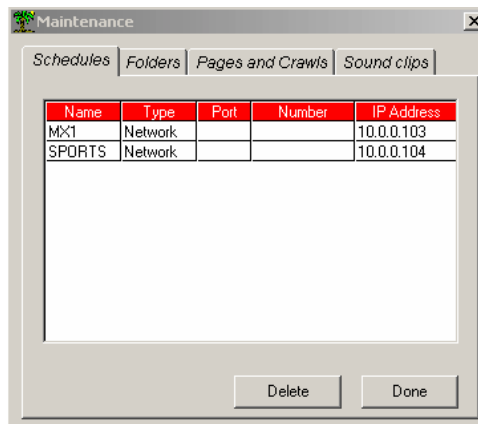 Maintenance
Schedules Folders Pages and Crawls Sound clips
Name Type Port Number IP Address
MX1 Network 10.0.0.103
SPORTS Network 10.0.0.104
Delete Done